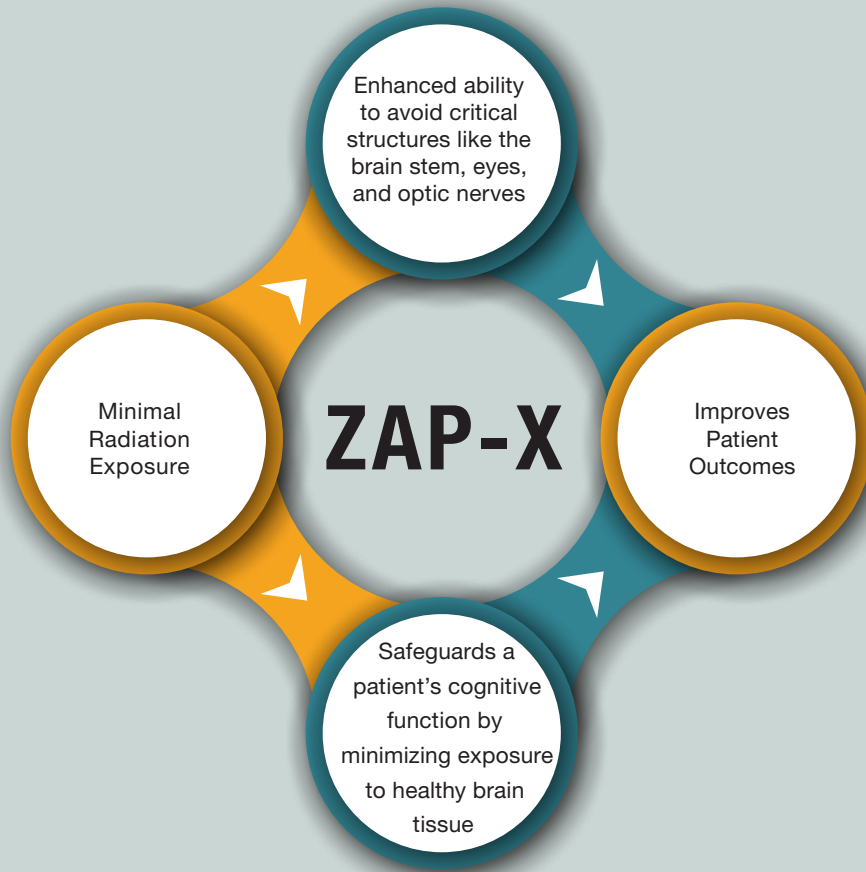 Enhanced ability
to avoid critical
structures like the
brain stem, eyes,
and optic nerves
Minimal
Radiation
Exposure
ZAP-X
Improves
Patient
Outcomes
Safeguards a
patient’s cognitive
function by
minimizing exposure
to healthy brain
tissue